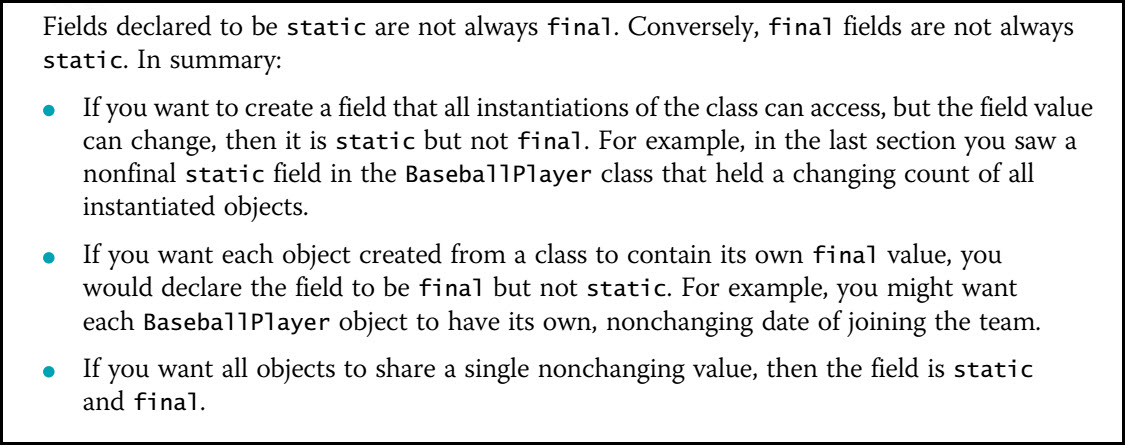 Fields declared to be static are not always final. Conversely, final fields are not always
static. In summary:
● If you want to create a field that all instantiations of the class can access, but the field value
can change, then it is static but not final. For example, in the last section you saw a
nonfinal static field in the BaseballPlayer class that held a changing count of all
instantiated objects.
● If you want each object created from a class to contain its own final value, you
would declare the field to be final but not static. For example, you might want
each BaseballPlayer object to have its own, nonchanging date of joining the team.
● If you want all objects to share a single nonchanging value, then the field is static
and final.